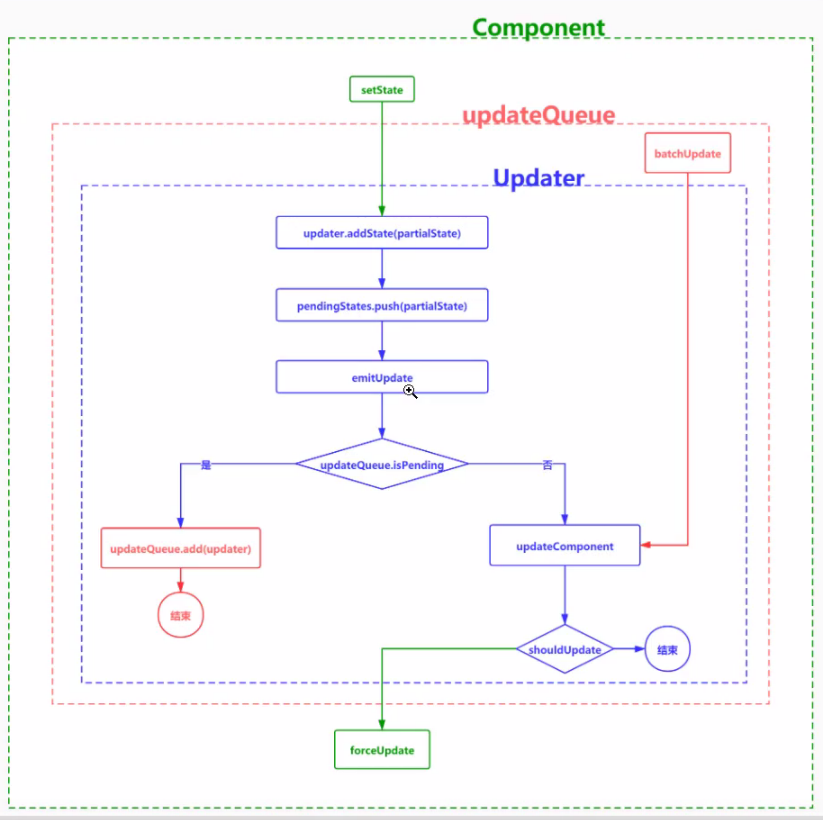 Component
setState
updateQueue
batchUpdate
Updater
updater.addState(partialState)
pendingStates.push(partialState)
emitUpdate
updateQueue.isPending
是
否
updateQueue.add(updater)
updateComponent
结束
shouldUpdate
结束
forceUpdate